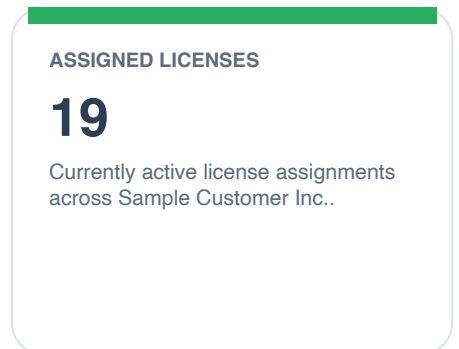 ASSIGNED LICENSES
19
Currently active license assignments
across Sample Customer Inc..